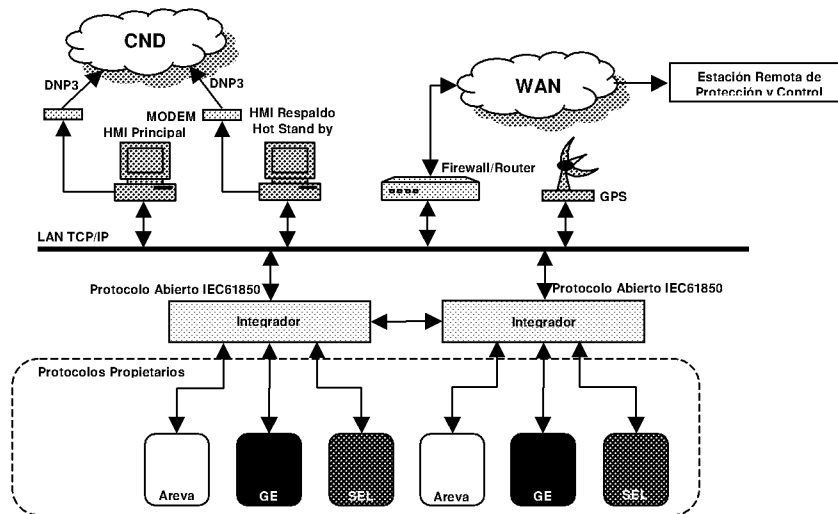 CND
WAN
Estación Remota de
Protección y Control
DNP3
DNP3
MODEM
HMI Principal
HMI Respaldo
Hot Stand by
Firewall/Router
GPS
LAN TCP/IP
Protocolo Abierto IEC61850
Protocolo Abierto IEC61850
Integrador
Integrador
Protocolos Propietarios
Areva
GE
SEL
Areva
GE
SEL